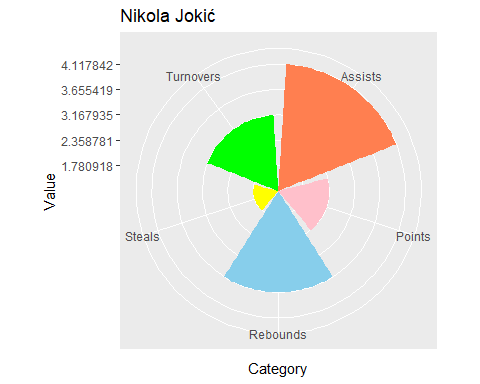 Nikola Jokić
4.117842
3.655419
3.167935
2.358781
1.780918
Value
Turnovers
Assists
Steals
Points
Rebounds
Category